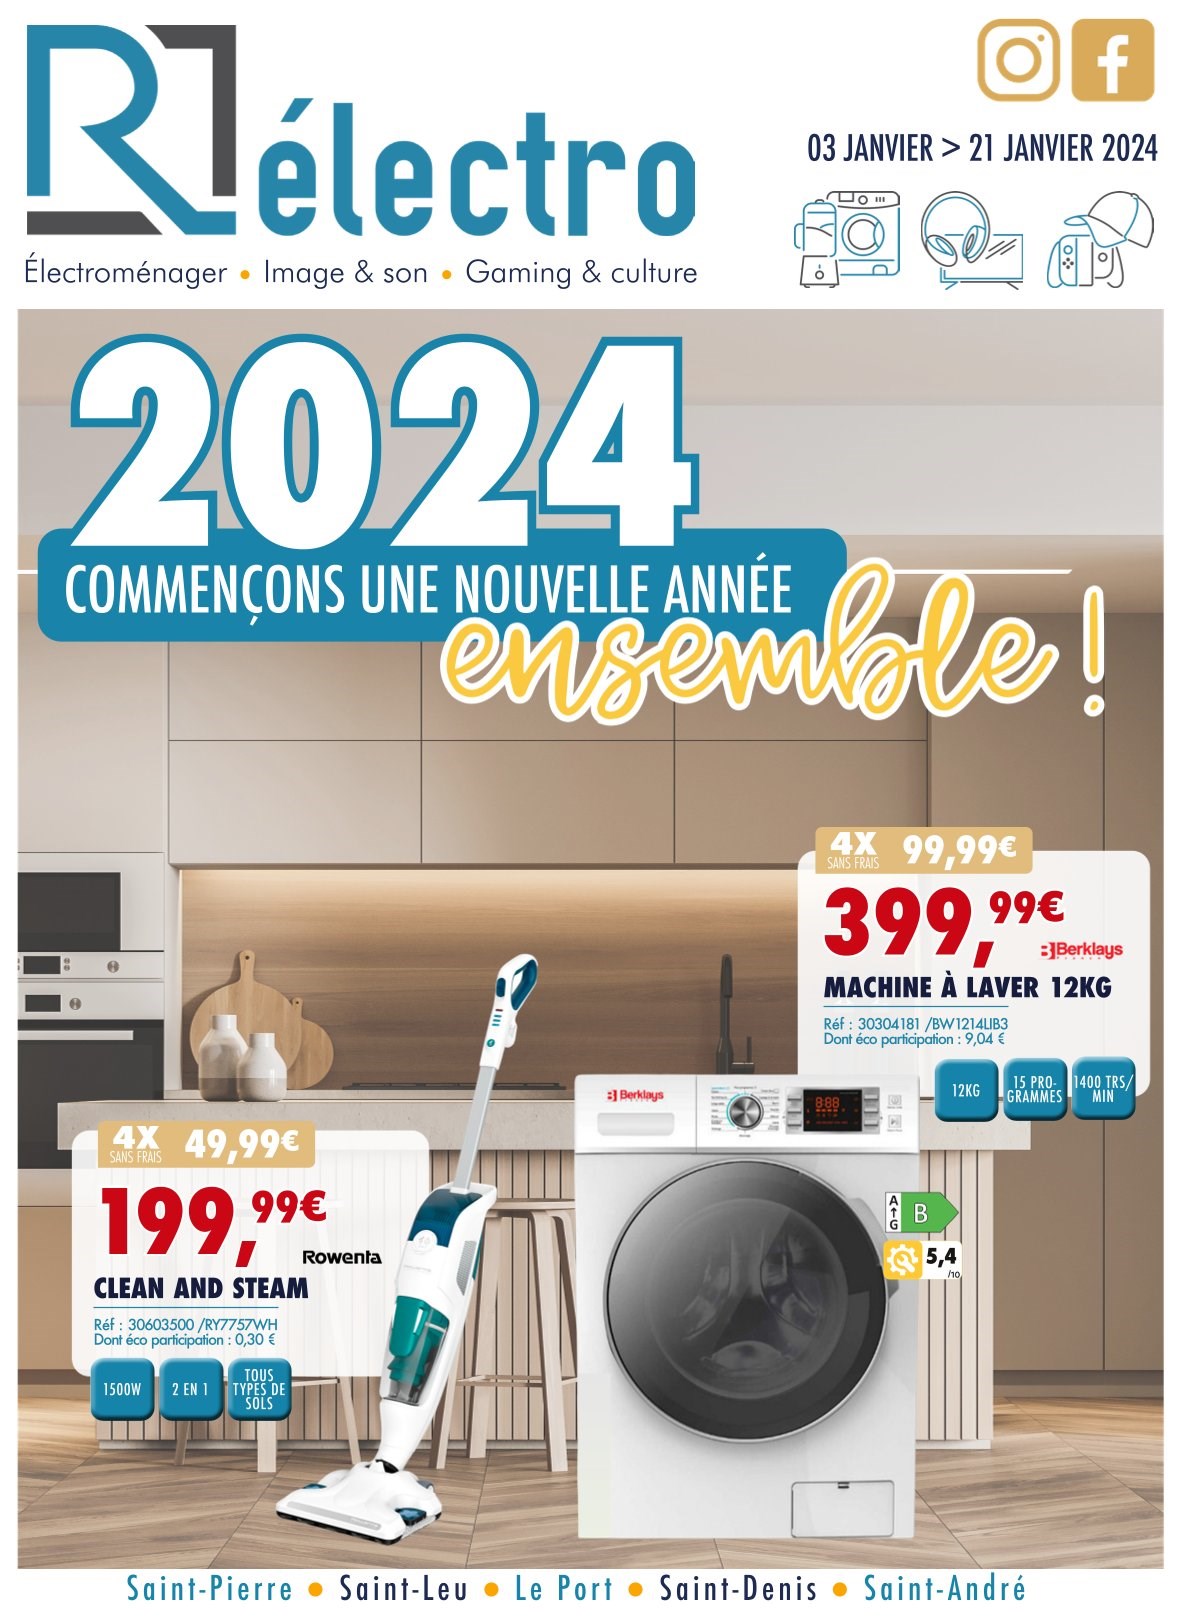 R électro
Électroménager • Image & son • Gaming & culture
03 JANVIER > 21 JANVIER 2024
2024
COMMENÇONS UNE NOUVELLE ANNÉE
ensemble !
4X
SANS FRAIS
99,99€
399,99€
Berklays
MACHINE À LAVER 12KG
Réf : 30304181 /BW1214LIB3
Dont éco participation : 9,04 €
12KG
15 PRO-
GRAMMES
1400 TRS/
MIN
Berklays
8:88
A
G
B
5,4
/10
4X
SANS FRAIS
49,99€
199,99€
Rowenta
CLEAN AND STEAM
Réf : 30603500 /RY7757WH
Dont éco participation : 0,30 €
1500W
2 EN 1
TOUS
TYPES DE
SOLS
Saint-Pierre • Saint-Leu • Le Port • Saint-Denis • Saint-André